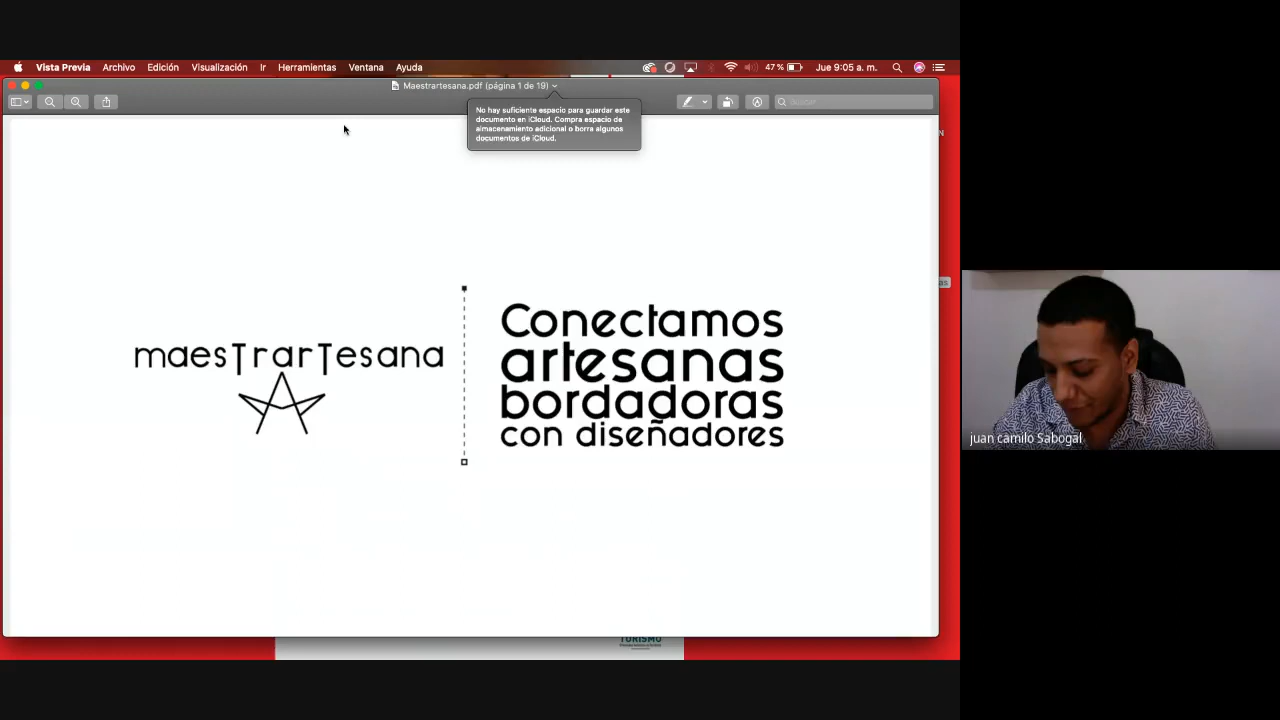 Vista Previa Archivo Edición Visualización Ir Herramientas Ventana Ayuda 47 % Jue 9:05 a. m.
Maestrartesana.pdf (página 1 de 19)
Buscar
No hay suficiente espacio para guardar este
documento en iCloud. Compra espacio de
almacenamiento adicional o borra algunos
documentos de iCloud.
N
as
maesTrarTesana
Conectamos
artesanas
bordadoras
con diseñadores
juan camilo Sabogal
TURISMO